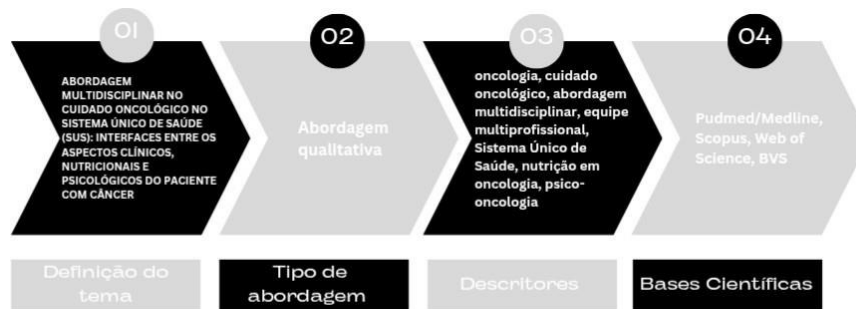 01
02
03
04
ABORDAGEM
MULTIDISCIPLINAR NO
CUIDADO ONCOLÓGICO NO
SISTEMA ÚNICO DE SAÚDE
(SUS): INTERFACES ENTRE OS
ASPECTOS CLÍNICOS,
NUTRICIONAIS E
PSICOLÓGICOS DO PACIENTE
COM CÂNCER
Abordagem
qualitativa
oncologia, cuidado
oncológico, abordagem
multidisciplinar, equipe
multiprofissional,
Sistema Único de
Saúde, nutrição em
oncologia, psico-
oncologia
Pudmed/Medline,
Scopus, Web of
Science, BVS
Definição do
tema
Tipo de
abordagem
Descritores
Bases Científicas